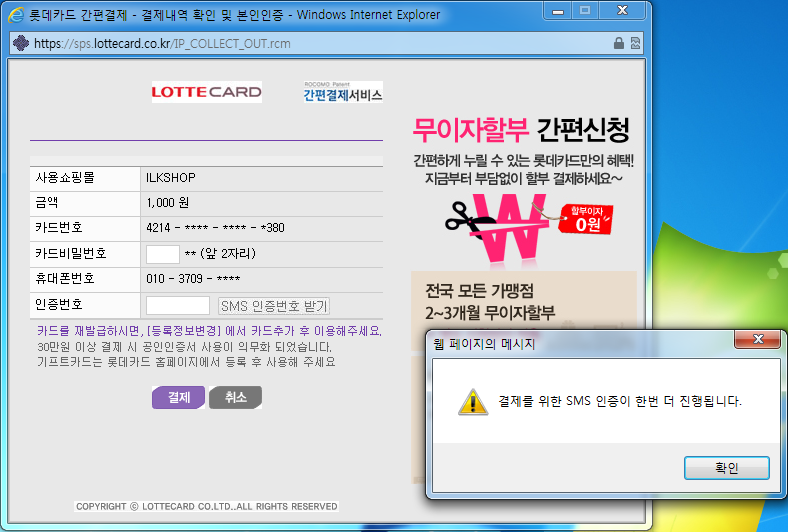 롯데카드 간편결제 - 결제내역 확인 및 본인인증 - Windows Internet Explorer
https://sps.lottecard.co.kr/IP_COLLECT_OUT.rcm
LOTTE CARD
ROCOMO Patent
간편결제서비스
사용쇼핑몰 ILKSHOP
금액 1,000 원
카드번호 4214 - **** - **** - *380
카드비밀번호 ** (앞 2자리)
휴대폰번호 010 - 3709 - ****
인증번호 SMS 인증번호 받기
카드를 재발급하시면, [등록정보변경] 에서 카드추가 후 이용해주세요.
30만원 이상 결제 시 공인인증서 사용이 의무화 되었습니다.
기프트카드는 롯데카드 홈페이지에서 등록 후 사용해 주세요
결제 취소
COPYRIGHT ⓒ LOTTECARD CO.LTD..ALL RIGHTS RESERVED
무이자할부 간편신청
간편하게 누릴 수 있는 롯데카드만의 혜택!
지금부터 부담없이 할부 결제하세요~
할부이자
0원
전국 모든 가맹점
2~3개월 무이자할부
웹 페이지의 메시지
결제를 위한 SMS 인증이 한번 더 진행됩니다.
확인